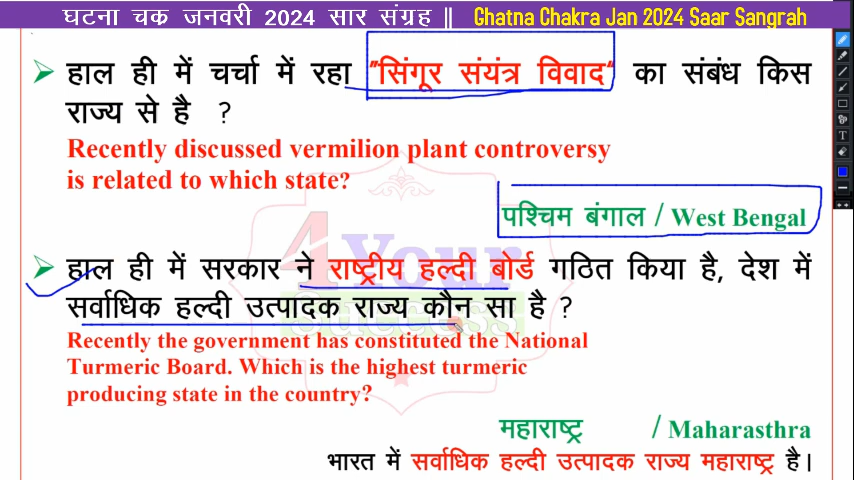 घटना चक्र जनवरी 2024 सार संग्रह || Ghatna Chakra Jan 2024 Saar Sangrah
हाल ही में चर्चा में रहा "सिंगूर संयंत्र विवाद" का संबंध किस
राज्य से है ?
Recently discussed vermilion plant controversy
is related to which state?
पश्चिम बंगाल / West Bengal
हाल ही में सरकार ने राष्ट्रीय हल्दी बोर्ड गठित किया है, देश में
सर्वाधिक हल्दी उत्पादक राज्य कौन सा है ?
Recently the government has constituted the National
Turmeric Board. Which is the highest turmeric
producing state in the country?
महाराष्ट्र / Maharasthra
भारत में सर्वाधिक हल्दी उत्पादक राज्य महाराष्ट्र है।
4 Your
Success